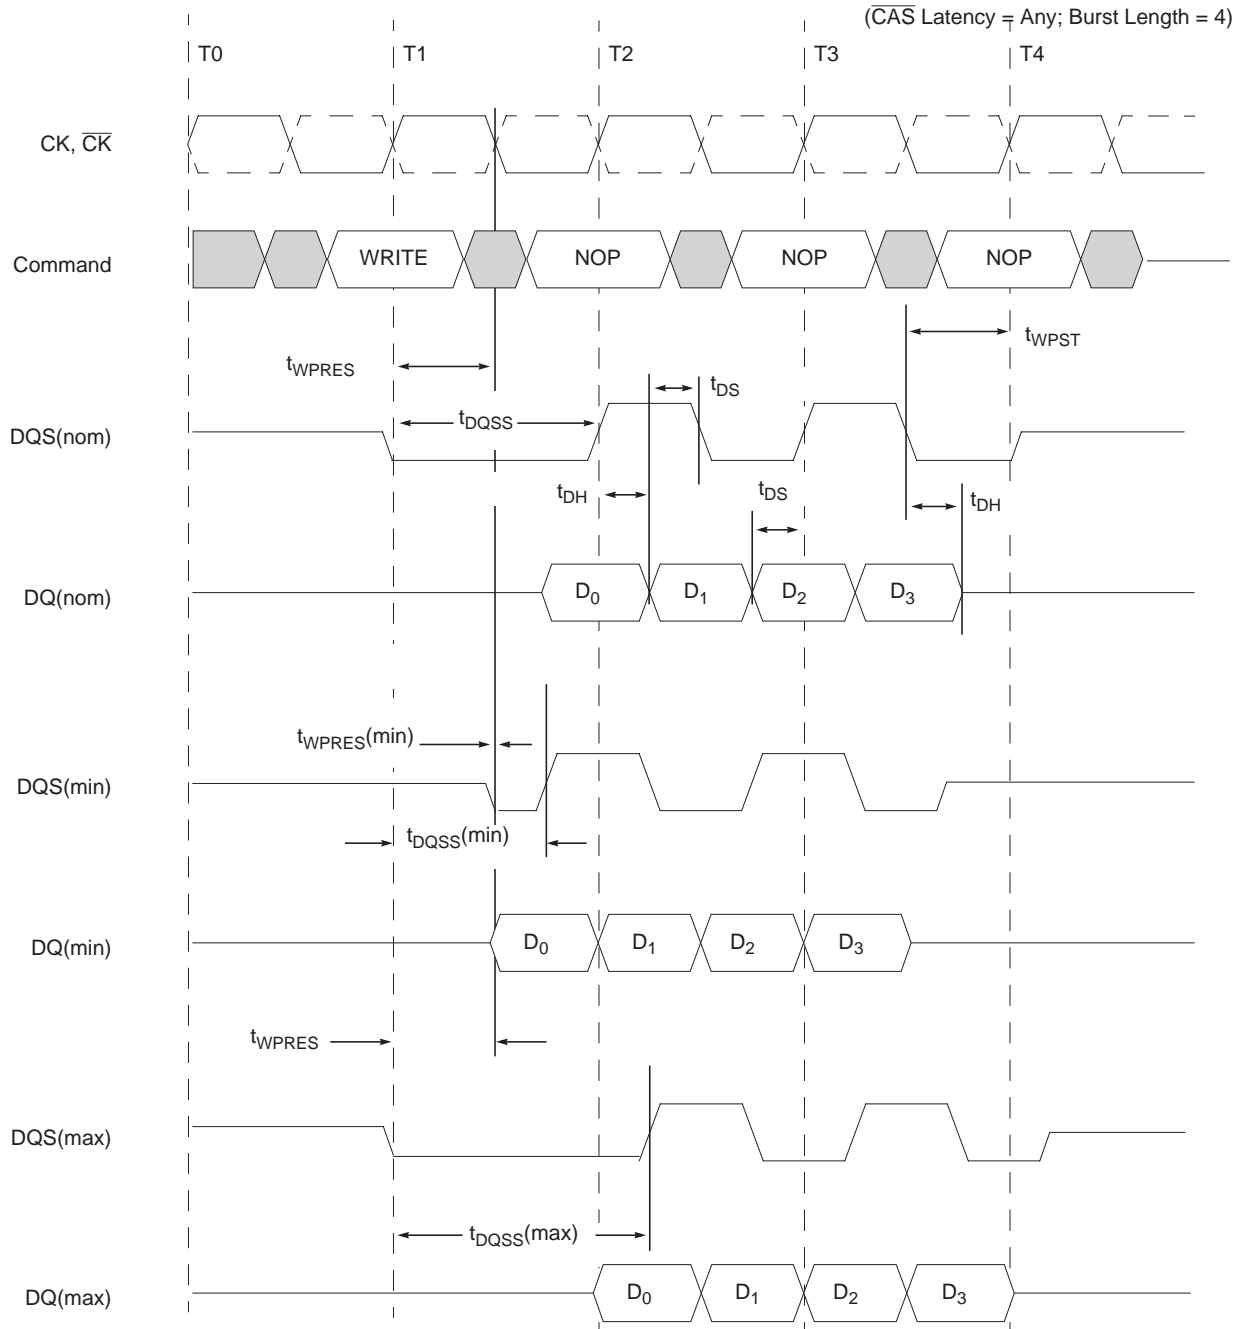 (C̅A̅S̅ Latency = Any; Burst Length = 4)
T0 T1 T2 T3 T4
CK, C̅K̅
Command WRITE NOP NOP NOP
tWPRES tWPST
tDS
DQS(nom) tDQSS
tDH tDS tDH
DQ(nom) D0 D1 D2 D3
tWPRES(min)
DQS(min)
tDQSS(min)
DQ(min) D0 D1 D2 D3
tWPRES
DQS(max)
tDQSS(max)
DQ(max) D0 D1 D2 D3